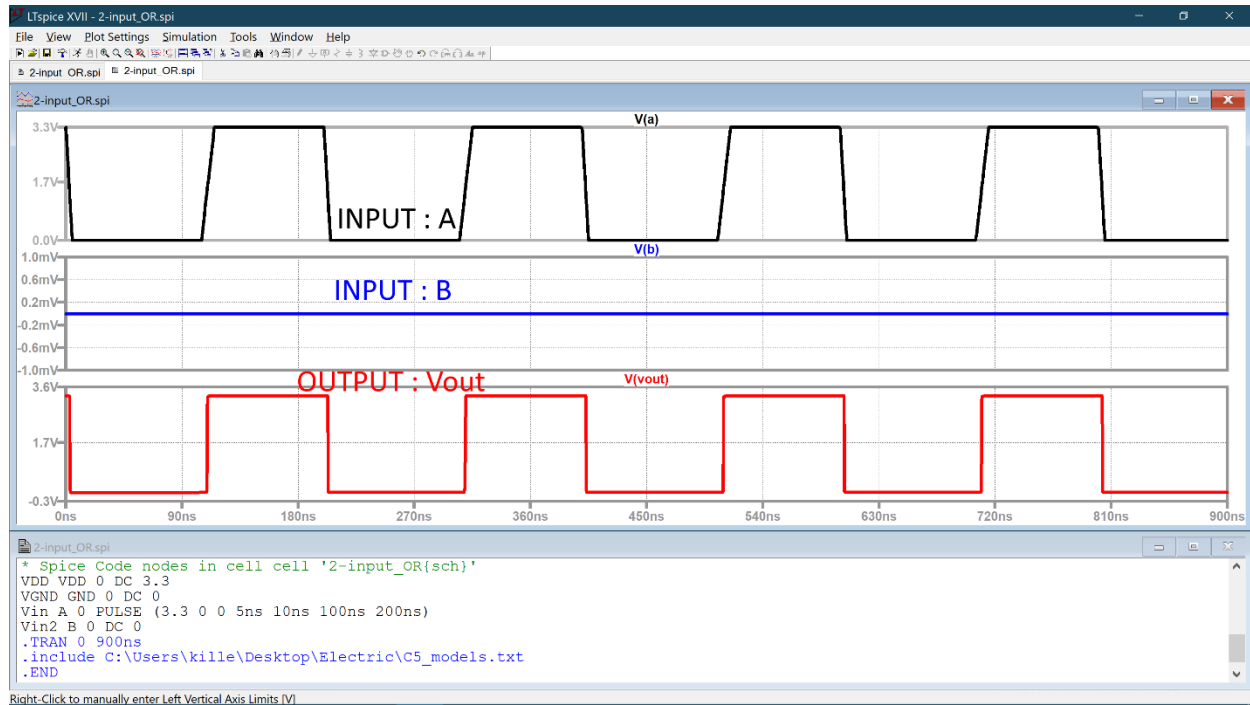 LTspice XVII - 2-input_OR.spi
File View Plot Settings Simulation Tools Window Help
2-input_OR.spi 2-input_OR.spi
2-input_OR.spi
V(a)
3.3V
1.7V
INPUT : A
0.0V
V(b)
1.0mV
0.6mV
INPUT : B
0.2mV
-0.2mV
-0.6mV
-1.0mV
OUTPUT : Vout
V(vout)
3.6V
1.7V
-0.3V
0ns 90ns 180ns 270ns 360ns 450ns 540ns 630ns 720ns 810ns 900ns
2-input_OR.spi
* Spice Code nodes in cell cell '2-input_OR{sch}'
VDD VDD 0 DC 3.3
VGND GND 0 DC 0
Vin A 0 PULSE (3.3 0 0 5ns 10ns 100ns 200ns)
Vin2 B 0 DC 0
.TRAN 0 900ns
.include C:\Users\kille\Desktop\Electric\C5_models.txt
.END
Right-Click to manually enter Left Vertical Axis Limits [V]